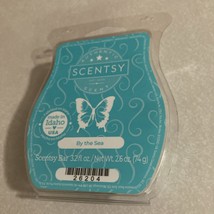 AUTHENTIC
SCENTSY
made in
Idaho
USA
By the Sea
Scentsy Bar 3.2 fl. oz. / Net Wt. 2.6 oz. (74 g)
26204